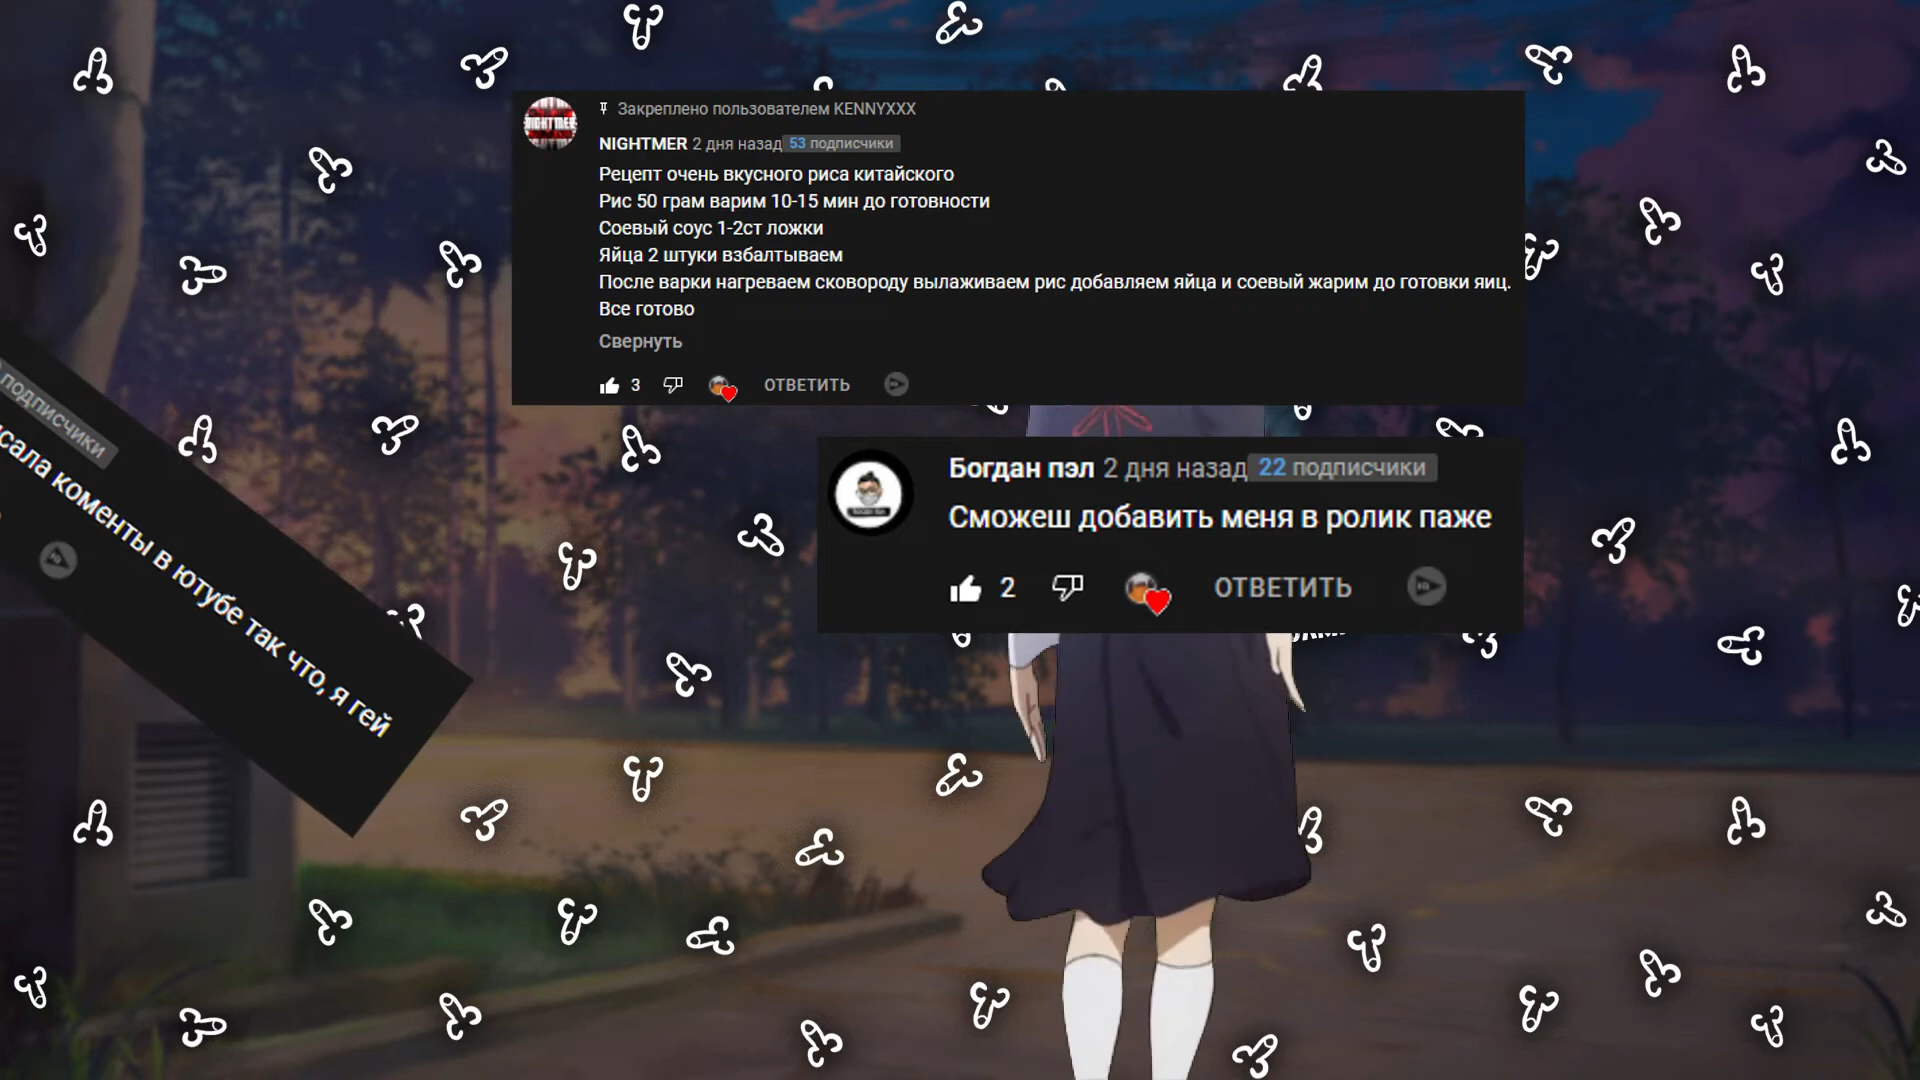 Закреплено пользователем KENNYXXX
NIGHTMER 2 дня назад 53 подписчики
Рецепт очень вкусного риса китайского
Рис 50 грам варим 10-15 мин до готовности
Соевый соус 1-2ст ложки
Яйца 2 штуки взбалтываем
После варки нагреваем сковороду вылаживаем рис добавляем яйца и соевый жарим до готовки яиц.
Все готово
Свернуть
3 ОТВЕТИТЬ
подписчики
коменты в ютубе так что, я гей
Богдан пэл 2 дня назад 22 подписчики
Сможеш добавить меня в ролик паже
2 ОТВЕТИТЬ